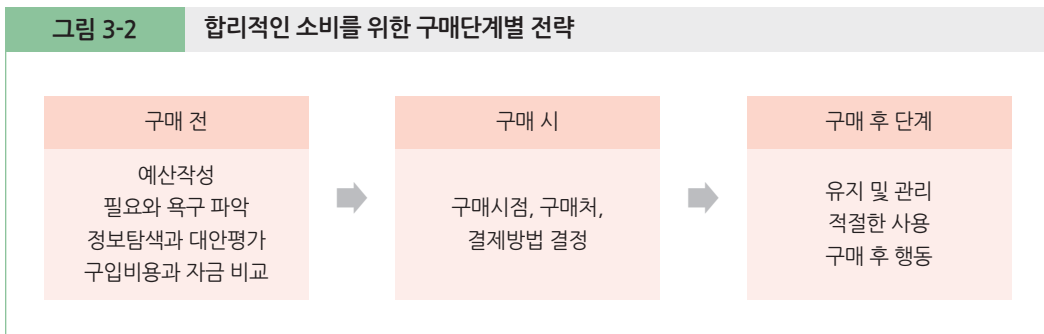 그림 3-2
합리적인 소비를 위한 구매단계별 전략
구매 전
예산작성
필요와 욕구 파악
정보탐색과 대안평가
구입비용과 자금 비교
구매 시
구매시점, 구매처,
결제방법 결정
구매 후 단계
유지 및 관리
적절한 사용
구매 후 행동